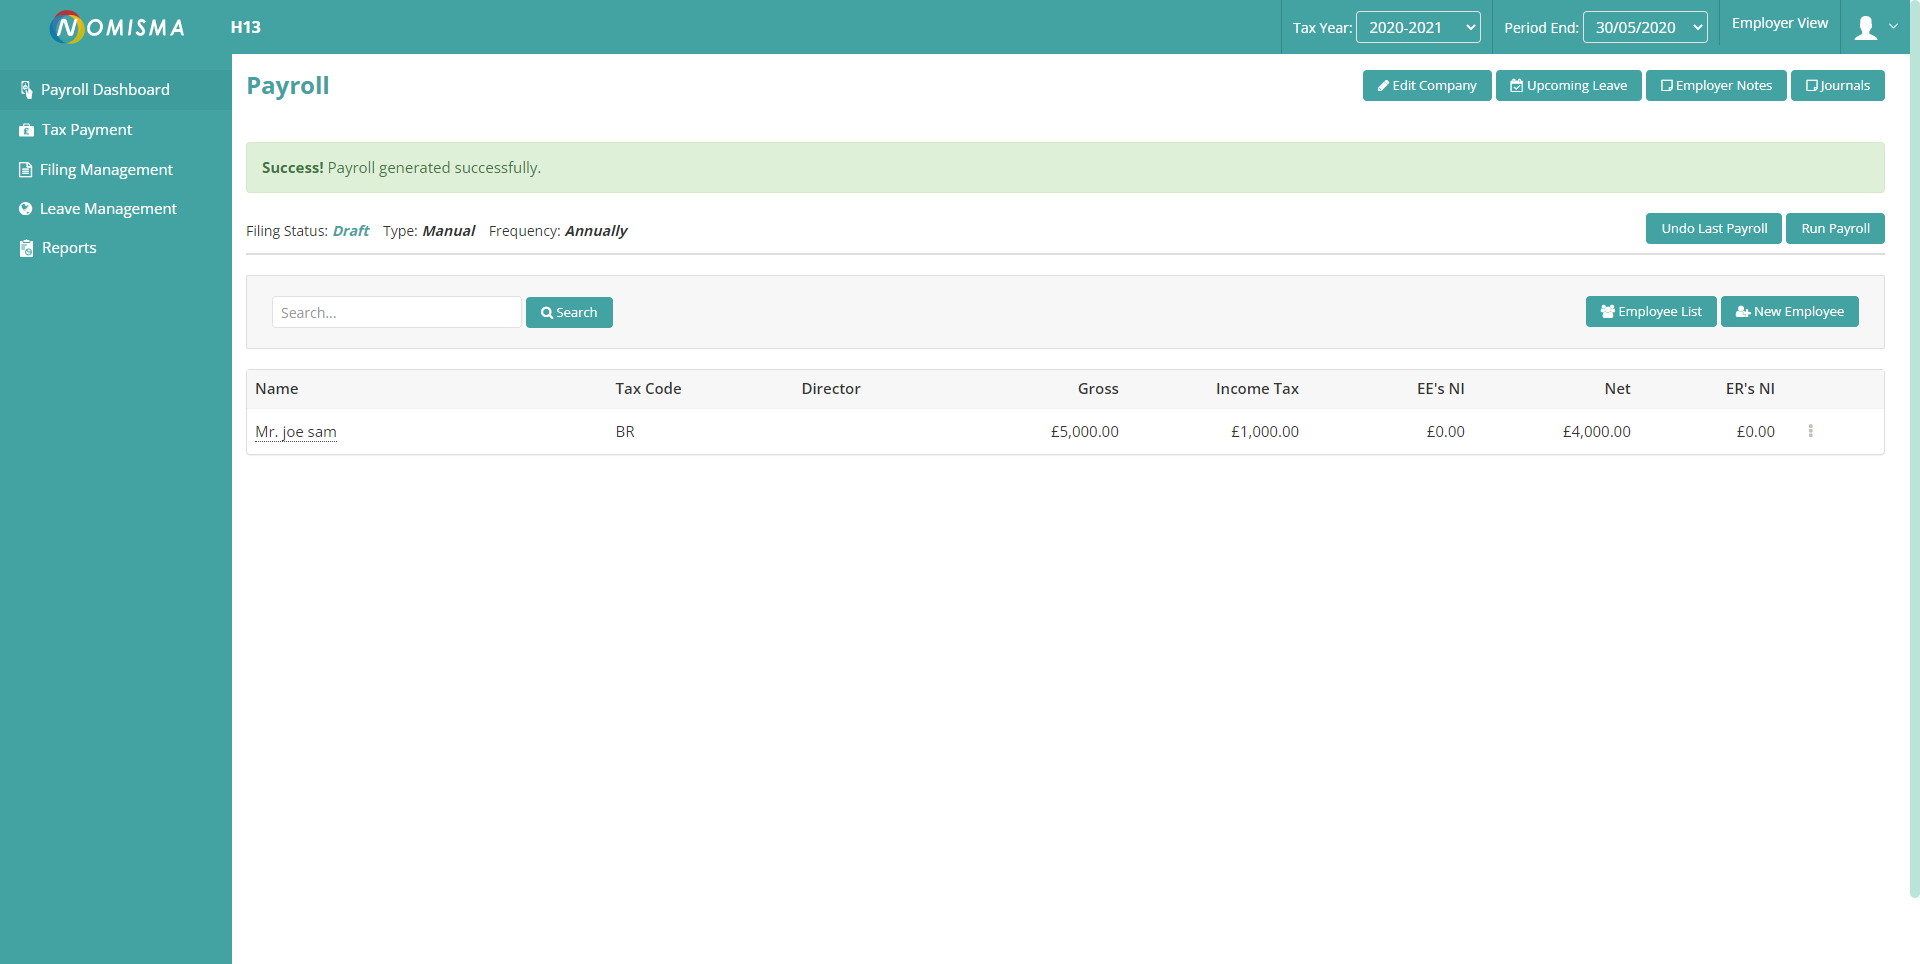 NOMISMA
H13
Tax Year: 2020-2021
Period End: 30/05/2020
Employer View
Payroll Dashboard
Tax Payment
Filing Management
Leave Management
Reports
Payroll
Edit Company
Upcoming Leave
Employer Notes
Journals
Success! Payroll generated successfully.
Filing Status: Draft Type: Manual Frequency: Annually
Undo Last Payroll
Run Payroll
Search...
Search
Employee List
New Employee
Name Tax Code Director Gross Income Tax EE's NI Net ER's NI
Mr. joe sam BR £5,000.00 £1,000.00 £0.00 £4,000.00 £0.00